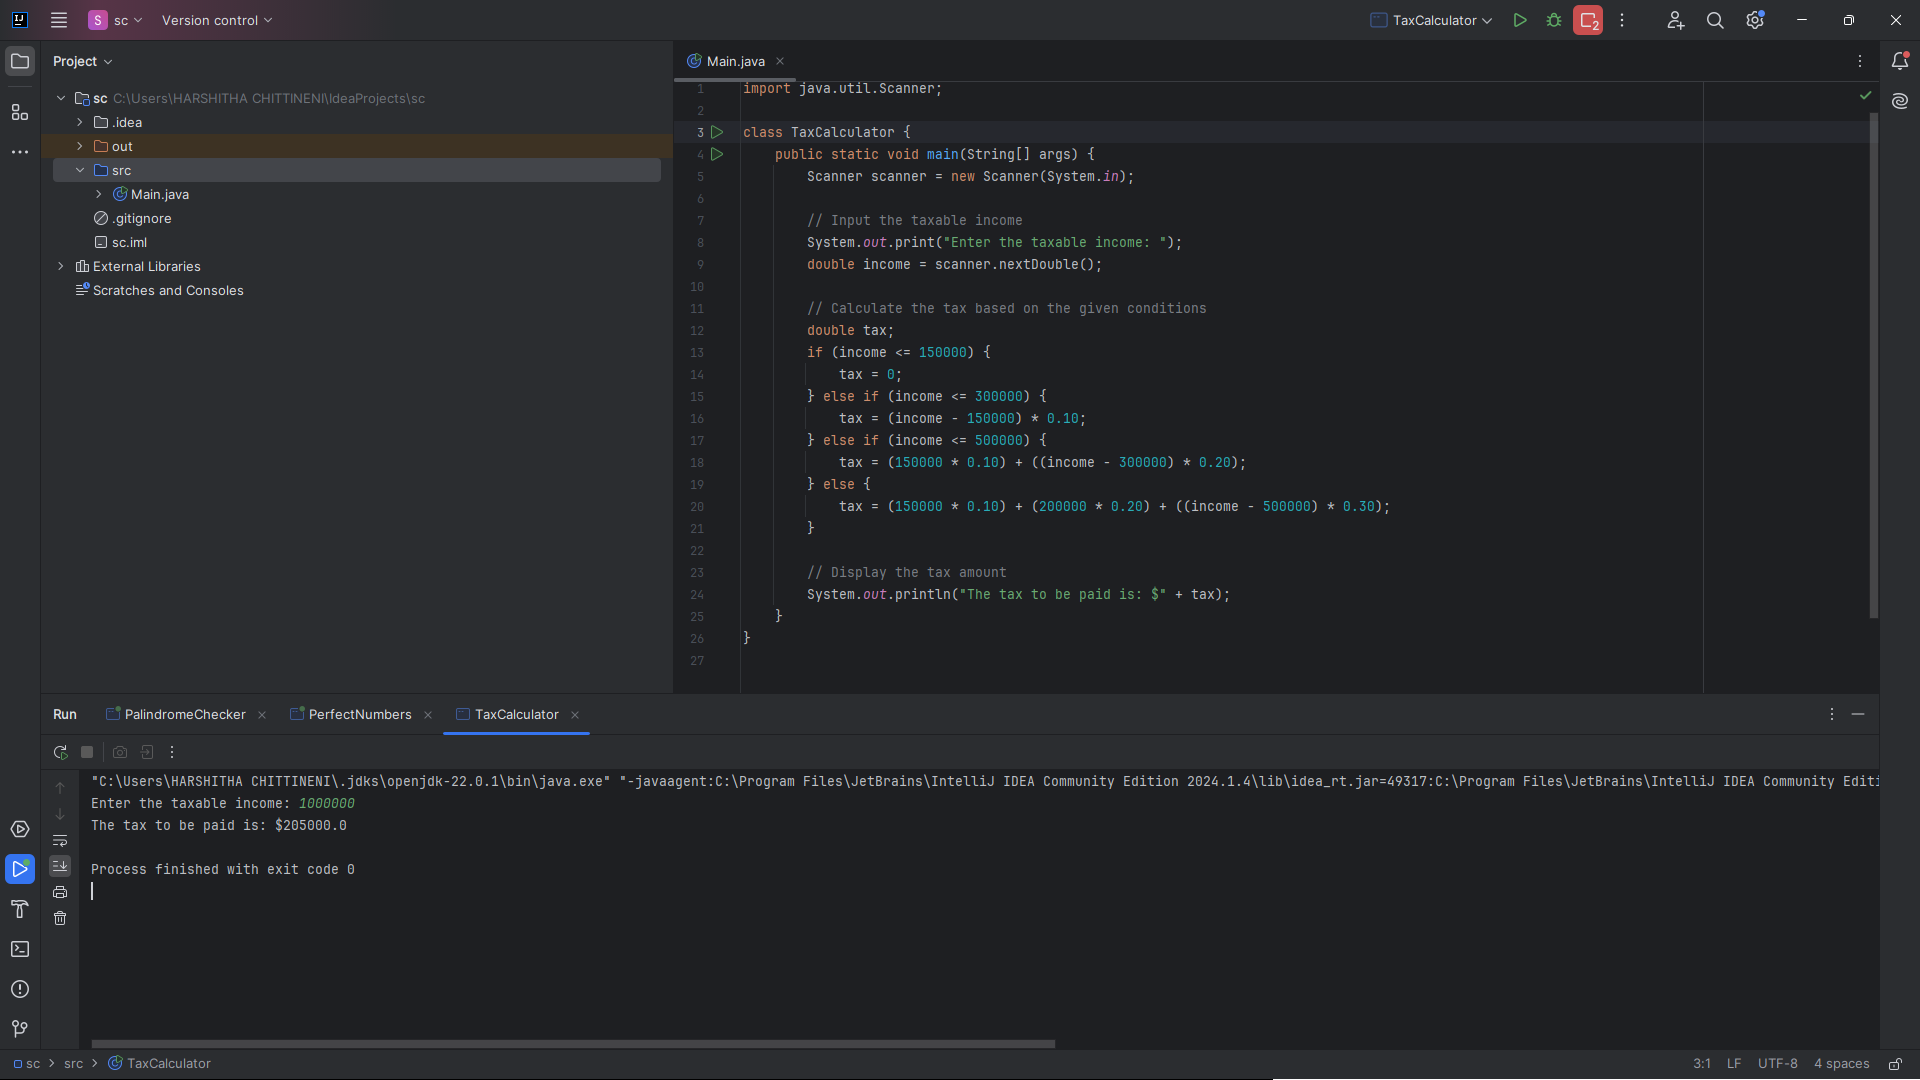 S sc Version control TaxCalculator 2
Project
sc C:\Users\HARSHITHA CHITTINENI\IdeaProjects\sc
.idea
out
src
Main.java
.gitignore
sc.iml
External Libraries
Scratches and Consoles
Main.java
1 import java.util.Scanner;
2
3 class TaxCalculator {
4 public static void main(String[] args) {
5 Scanner scanner = new Scanner(System.in);
6
7 // Input the taxable income
8 System.out.print("Enter the taxable income: ");
9 double income = scanner.nextDouble();
10
11 // Calculate the tax based on the given conditions
12 double tax;
13 if (income <= 150000) {
14 tax = 0;
15 } else if (income <= 300000) {
16 tax = (income - 150000) * 0.10;
17 } else if (income <= 500000) {
18 tax = (150000 * 0.10) + ((income - 300000) * 0.20);
19 } else {
20 tax = (150000 * 0.10) + (200000 * 0.20) + ((income - 500000) * 0.30);
21 }
22
23 // Display the tax amount
24 System.out.println("The tax to be paid is: $" + tax);
25 }
26 }
27
Run PalindromeChecker PerfectNumbers TaxCalculator
"C:\Users\HARSHITHA CHITTINENI\.jdks\openjdk-22.0.1\bin\java.exe" "-javaagent:C:\Program Files\JetBrains\IntelliJ IDEA Community Edition 2024.1.4\lib\idea_rt.jar=49317:C:\Program Files\JetBrains\IntelliJ IDEA Community Editi
Enter the taxable income: 1000000
The tax to be paid is: $205000.0
Process finished with exit code 0
sc > src > TaxCalculator 3:1 LF UTF-8 4 spaces